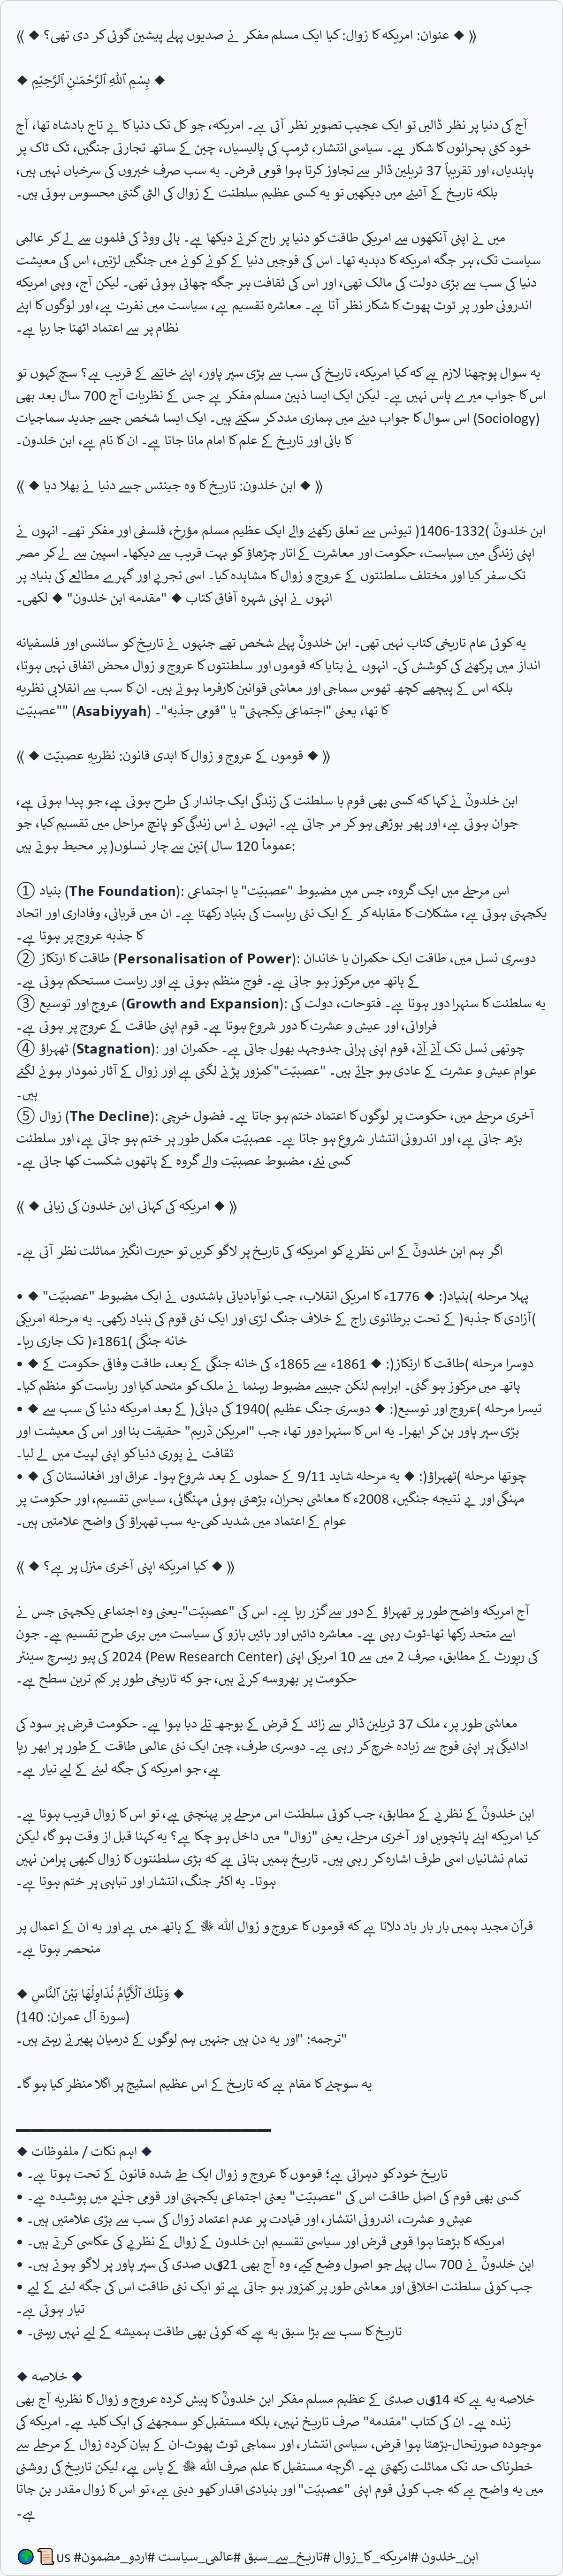 《 ◆ عنوان: امریکہ کا زوال: کیا ایک مسلم مفکر نے صدیوں پہلے پیشین گوئی کر دی تھی؟ ◆ 》
◆ بِسْمِ ٱللَّٰهِ ٱلرَّحْمَـٰنِ ٱلرَّحِيْمِ ◆
آج کی دنیا پر نظر ڈالیں تو ایک عجیب تصویر نظر آتی ہے۔ امریکہ، جو کل تک دنیا کا بے تاج بادشاہ تھا، آج
خود کئی بحرانوں کا شکار ہے۔ سیاسی انتشار، ٹرمپ کی پالیسیاں، چین کے ساتھ تجارتی جنگیں، ٹک ٹاک پر
پابندیاں، اور تقریباً 37 ٹریلین ڈالر سے تجاوز کرتا ہوا قومی قرض۔ یہ سب صرف خبروں کی سرخیاں نہیں ہیں،
بلکہ تاریخ کے آئینے میں دیکھیں تو یہ کسی عظیم سلطنت کے زوال کی الٹی گنتی محسوس ہوتی ہیں۔
میں نے اپنی آنکھوں سے امریکی طاقت کو دنیا پر راج کرتے دیکھا ہے۔ ہالی ووڈ کی فلموں سے لے کر عالمی
سیاست تک، ہر جگہ امریکہ کا دبدبہ تھا۔ اس کی فوجیں دنیا کے کونے کونے میں جنگیں لڑتیں، اس کی معیشت
دنیا کی سب سے بڑی دولت کی مالک تھی، اور اس کی ثقافت ہر جگہ چھائی ہوئی تھی۔ لیکن آج، وہی امریکہ
اندرونی طور پر ٹوٹ پھوٹ کا شکار نظر آتا ہے۔ معاشرہ تقسیم ہے، سیاست میں نفرت ہے، اور لوگوں کا اپنے
نظام پر سے اعتماد اٹھتا جا رہا ہے۔
یہ سوال پوچھنا لازم ہے کہ کیا امریکہ، تاریخ کی سب سے بڑی سپر پاور، اپنے خاتمے کے قریب ہے؟ سچ کہوں تو
اس کا جواب میرے پاس نہیں ہے۔ لیکن ایک ایسا ذہین مسلم مفکر ہے جس کے نظریات آج 700 سال بعد بھی
اس سوال کا جواب دینے میں ہماری مدد کر سکتے ہیں۔ ایک ایسا شخص جسے جدید سماجیات (Sociology)
کا بانی اور تاریخ کے علم کا امام مانا جاتا ہے۔ ان کا نام ہے، ابن خلدون۔
《 ◆ ابن خلدون: تاریخ کا وہ جینئس جسے دنیا نے بھلا دیا ◆ 》
ابن خلدونؒ )1332-1406( تیونس سے تعلق رکھنے والے ایک عظیم مسلم مؤرخ، فلسفی اور مفکر تھے۔ انہوں نے
اپنی زندگی میں سیاست، حکومت اور معاشرت کے اتار چڑھاؤ کو بہت قریب سے دیکھا۔ اسپین سے لے کر مصر
تک سفر کیا اور مختلف سلطنتوں کے عروج و زوال کا مشاہدہ کیا۔ اسی تجربے اور گہرے مطالعے کی بنیاد پر
انہوں نے اپنی شہرہ آفاق کتاب ◆ "مقدمہ ابن خلدون" ◆ لکھی۔
یہ کوئی عام تاریخی کتاب نہیں تھی۔ ابن خلدونؒ پہلے شخص تھے جنہوں نے تاریخ کو سائنسی اور فلسفیانہ
انداز میں پرکھنے کی کوشش کی۔ انہوں نے بتایا کہ قوموں اور سلطنتوں کا عروج و زوال محض اتفاق نہیں ہوتا،
بلکہ اس کے پیچھے کچھ ٹھوس سماجی اور معاشی قوانین کارفرما ہوتے ہیں۔ ان کا سب سے انقلابی نظریہ
"عصبیّت" (Asabiyyah) کا تھا، یعنی "اجتماعی یکجہتی" یا "قومی جذبہ"۔
《 ◆ قوموں کے عروج و زوال کا ابدی قانون: نظریہِ عصبیّت ◆ 》
ابن خلدونؒ نے کہا کہ کسی بھی قوم یا سلطنت کی زندگی ایک جاندار کی طرح ہوتی ہے، جو پیدا ہوتی ہے،
جوان ہوتی ہے، اور پھر بوڑھی ہو کر مر جاتی ہے۔ انہوں نے اس زندگی کو پانچ مراحل میں تقسیم کیا، جو
عموماً 120 سال )تین سے چار نسلوں( پر محیط ہوتے ہیں:
① بنیاد (The Foundation): اس مرحلے میں ایک گروہ، جس میں مضبوط "عصبیّت" یا اجتماعی
یکجہتی ہوتی ہے، مشکلات کا مقابلہ کر کے ایک نئی ریاست کی بنیاد رکھتا ہے۔ ان میں قربانی، وفاداری اور اتحاد
کا جذبہ عروج پر ہوتا ہے۔
② طاقت کا ارتکاز (Personalisation of Power): دوسری نسل میں، طاقت ایک حکمران یا خاندان
کے ہاتھ میں مرکوز ہو جاتی ہے۔ فوج منظم ہوتی ہے اور ریاست مستحکم ہوتی ہے۔
③ عروج اور توسیع (Growth and Expansion): یہ سلطنت کا سنہرا دور ہوتا ہے۔ فتوحات، دولت کی
فراوانی، اور عیش و عشرت کا دور شروع ہوتا ہے۔ قوم اپنی طاقت کے عروج پر ہوتی ہے۔
④ ٹھہراؤ (Stagnation): چوتھی نسل تک آتے آتے، قوم اپنی پرانی جدوجہد بھول جاتی ہے۔ حکمران اور
عوام عیش و عشرت کے عادی ہو جاتے ہیں۔ "عصبیّت" کمزور پڑنے لگتی ہے اور زوال کے آثار نمودار ہونے لگتے
ہیں۔
⑤ زوال (The Decline): آخری مرحلے میں، حکومت پر لوگوں کا اعتماد ختم ہو جاتا ہے۔ فضول خرچی
بڑھ جاتی ہے، اور اندرونی انتشار شروع ہو جاتا ہے۔ عصبیّت مکمل طور پر ختم ہو جاتی ہے، اور سلطنت
کسی نئے، مضبوط عصبیّت والے گروہ کے ہاتھوں شکست کھا جاتی ہے۔
《 ◆ امریکہ کی کہانی ابن خلدون کی زبانی ◆ 》
اگر ہم ابن خلدونؒ کے اس نظریے کو امریکہ کی تاریخ پر لاگو کریں تو حیرت انگیز مماثلت نظر آتی ہے۔
• ◆ پہلا مرحلہ )بنیاد(: ◆ 1776ء کا امریکی انقلاب، جب نوآبادیاتی باشندوں نے ایک مضبوط "عصبیّت"
)آزادی کا جذبہ( کے تحت برطانوی راج کے خلاف جنگ لڑی اور ایک نئی قوم کی بنیاد رکھی۔ یہ مرحلہ امریکی
خانہ جنگی )1861ء( تک جاری رہا۔
• ◆ دوسرا مرحلہ )طاقت کا ارتکاز(: ◆ 1861ء سے 1865ء کی خانہ جنگی کے بعد، طاقت وفاقی حکومت کے
ہاتھ میں مرکوز ہو گئی۔ ابراہم لنکن جیسے مضبوط رہنما نے ملک کو متحد کیا اور ریاست کو منظم کیا۔
• ◆ تیسرا مرحلہ )عروج اور توسیع(: ◆ دوسری جنگ عظیم )1940 کی دہائی( کے بعد امریکہ دنیا کی سب سے
بڑی سپر پاور بن کر ابھرا۔ یہ اس کا سنہرا دور تھا، جب "امریکن ڈریم" حقیقت بنا اور اس کی معیشت اور
ثقافت نے پوری دنیا کو اپنی لپیٹ میں لے لیا۔
• ◆ چوتھا مرحلہ )ٹھہراؤ(: ◆ یہ مرحلہ شاید 9/11 کے حملوں کے بعد شروع ہوا۔ عراق اور افغانستان کی
مہنگی اور بے نتیجہ جنگیں، 2008ء کا معاشی بحران، بڑھتی ہوئی مہنگائی، سیاسی تقسیم، اور حکومت پر
عوام کے اعتماد میں شدید کمی-یہ سب ٹھہراؤ کی واضح علامتیں ہیں۔
《 ◆ کیا امریکہ اپنی آخری منزل پر ہے؟ ◆ 》
آج امریکہ واضح طور پر ٹھہراؤ کے دور سے گزر رہا ہے۔ اس کی "عصبیّت"-یعنی وہ اجتماعی یکجہتی جس نے
اسے متحد رکھا تھا-ٹوٹ رہی ہے۔ معاشرہ دائیں اور بائیں بازو کی سیاست میں بری طرح تقسیم ہے۔ جون
2024 کی پیو ریسرچ سینٹر (Pew Research Center) کی رپورٹ کے مطابق، صرف 2 میں سے 10 امریکی اپنی
حکومت پر بھروسہ کرتے ہیں، جو کہ تاریخی طور پر کم ترین سطح ہے۔
معاشی طور پر، ملک 37 ٹریلین ڈالر سے زائد کے قرض کے بوجھ تلے دبا ہوا ہے۔ حکومت قرض پر سود کی
ادائیگی پر اپنی فوج سے زیادہ خرچ کر رہی ہے۔ دوسری طرف، چین ایک نئی عالمی طاقت کے طور پر ابھر رہا
ہے، جو امریکہ کی جگہ لینے کے لیے تیار ہے۔
ابن خلدونؒ کے نظریے کے مطابق، جب کوئی سلطنت اس مرحلے پر پہنچتی ہے، تو اس کا زوال قریب ہوتا ہے۔
کیا امریکہ اپنے پانچویں اور آخری مرحلے، یعنی "زوال" میں داخل ہو چکا ہے؟ یہ کہنا قبل از وقت ہو گا، لیکن
تمام نشانیاں اسی طرف اشارہ کر رہی ہیں۔ تاریخ ہمیں بتاتی ہے کہ بڑی سلطنتوں کا زوال کبھی پرامن نہیں
ہوتا۔ یہ اکثر جنگ، انتشار اور تباہی پر ختم ہوتا ہے۔
قرآن مجید ہمیں بار بار یاد دلاتا ہے کہ قوموں کا عروج و زوال اللہ ﷻ کے ہاتھ میں ہے اور یہ ان کے اعمال پر
منحصر ہوتا ہے۔
◆ وَتِلْكَ ٱلْأَيَّامُ نُدَاوِلُهَا بَيْنَ ٱلنَّاسِ ◆
(سورۃ آل عمران: 140)
ترجمہ: "اور یہ دن ہیں جنہیں ہم لوگوں کے درمیان پھیرتے رہتے ہیں۔"
یہ سوچنے کا مقام ہے کہ تاریخ کے اس عظیم اسٹیج پر اگلا منظر کیا ہو گا۔
◆ اہم نکات / ملفوظات ◆
• تاریخ خود کو دہراتی ہے؛ قوموں کا عروج و زوال ایک طے شدہ قانون کے تحت ہوتا ہے۔
• کسی بھی قوم کی اصل طاقت اس کی "عصبیّت" یعنی اجتماعی یکجہتی اور قومی جذبے میں پوشیدہ ہے۔
• عیش و عشرت، اندرونی انتشار، اور قیادت پر عدم اعتماد زوال کی سب سے بڑی علامتیں ہیں۔
• امریکہ کا بڑھتا ہوا قومی قرض اور سیاسی تقسیم ابن خلدون کے زوال کے نظریے کی عکاسی کرتے ہیں۔
• ابن خلدونؒ نے 700 سال پہلے جو اصول وضع کیے، وہ آج بھی 21ویں صدی کی سپر پاور پر لاگو ہوتے ہیں۔
• جب کوئی سلطنت اخلاقی اور معاشی طور پر کمزور ہو جاتی ہے تو ایک نئی طاقت اس کی جگہ لینے کے لیے
تیار ہوتی ہے۔
• تاریخ کا سب سے بڑا سبق یہ ہے کہ کوئی بھی طاقت ہمیشہ کے لیے نہیں رہتی۔
◆ خلاصہ ◆
خلاصہ یہ ہے کہ 14ویں صدی کے عظیم مسلم مفکر ابن خلدونؒ کا پیش کردہ عروج و زوال کا نظریہ آج بھی
زندہ ہے۔ ان کی کتاب "مقدمہ" صرف تاریخ نہیں، بلکہ مستقبل کو سمجھنے کی ایک کلید ہے۔ امریکہ کی
موجودہ صورتحال-بڑھتا ہوا قرض، سیاسی انتشار، اور سماجی ٹوٹ پھوٹ-ان کے بیان کردہ زوال کے مرحلے سے
خطرناک حد تک مماثلت رکھتی ہے۔ اگرچہ مستقبل کا علم صرف اللہ ﷻ کے پاس ہے، لیکن تاریخ کی روشنی
میں یہ واضح ہے کہ جب کوئی قوم اپنی "عصبیّت" اور بنیادی اقدار کھو دیتی ہے، تو اس کا زوال مقدر بن جاتا
ہے۔
🌍📜us #ابن_خلدون #امریکہ_کا_زوال #تاریخ_سے_سبق #عالمی_سیاست #اردو_مضمون